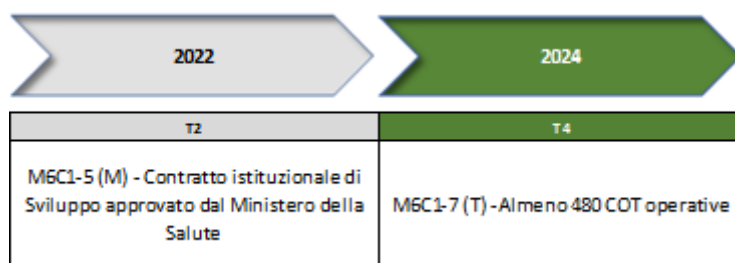 2022
2024
T2
T4
M6C1-5 (M) - Contratto istituzionale di
Sviluppo approvato dal Ministero della
Salute
M6C1-7 (T) - Almeno 480 COT operative